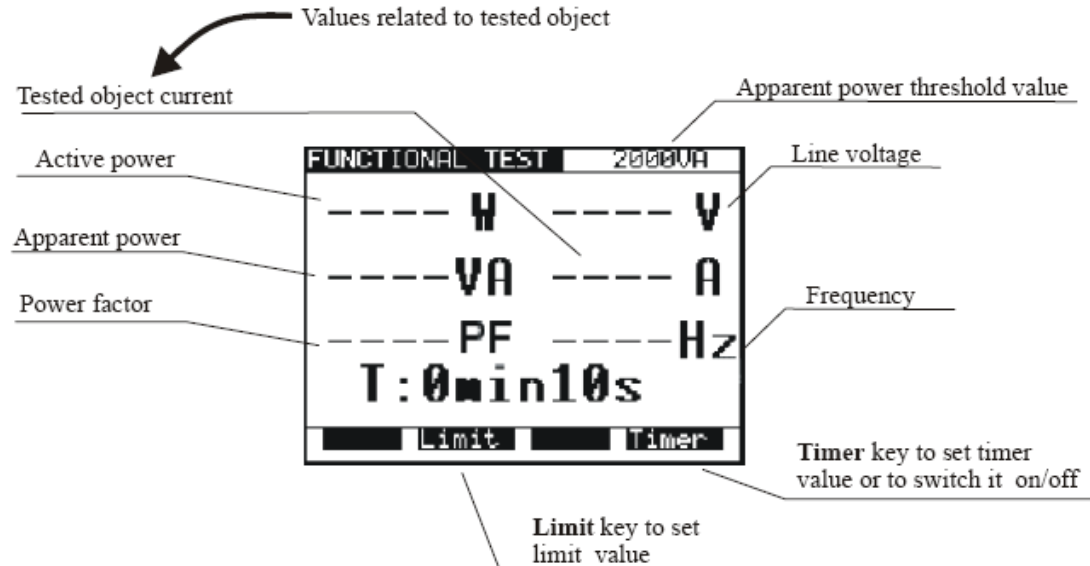 Values related to tested object
Tested object current
Apparent power threshold value
Active power
FUNCTIONAL TEST 2000VA
Line voltage
---- W ---- V
Apparent power
----VA ---- A
Power factor
Frequency
----PF ----Hz
T:0min10s
Limit Timer
Timer key to set timer
value or to switch it on/off
Limit key to set
limit value